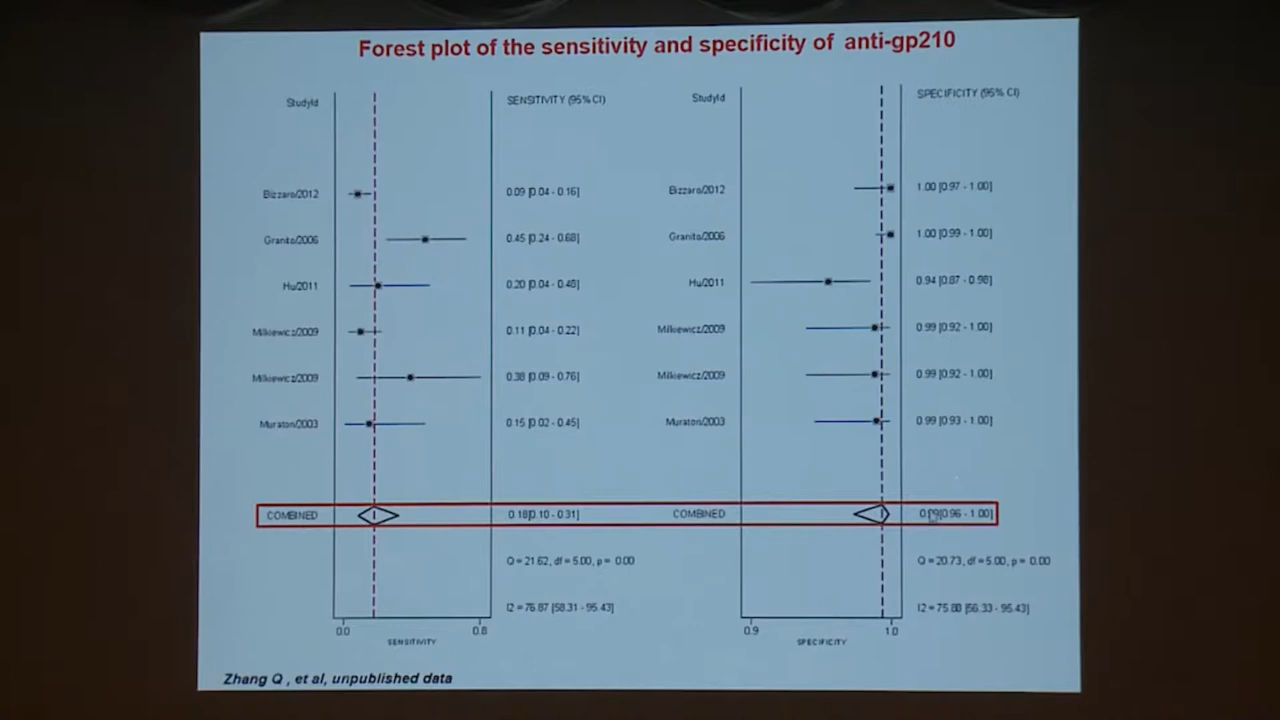 Forest plot of the sensitivity and specificity of anti-gp210
StudyId SENSITIVITY (95% CI) StudyId SPECIFICITY (95% CI)
Bizzaro/2012 0.09 [0.04 - 0.16] Bizzaro/2012 1.00 [0.97 - 1.00]
Granito/2006 0.45 [0.24 - 0.68] Granito/2006 1.00 [0.99 - 1.00]
Hu/2011 0.20 [0.04 - 0.48] Hu/2011 0.94 [0.87 - 0.98]
Milkiewicz/2009 0.11 [0.04 - 0.22] Milkiewicz/2009 0.99 [0.92 - 1.00]
Milkiewicz/2009 0.38 [0.09 - 0.76] Milkiewicz/2009 0.99 [0.92 - 1.00]
Muratori/2003 0.15 [0.02 - 0.45] Muratori/2003 0.99 [0.93 - 1.00]
COMBINED 0.18[0.10 - 0.31] COMBINED 0.99[0.96 - 1.00]
Q = 21.62, df = 5.00, p = 0.00 Q = 20.73, df = 5.00, p = 0.00
I2 = 76.87 [58.31 - 95.43] I2 = 75.88 [56.33 - 95.43]
0.0 0.8 0.9 1.0
SENSITIVITY SPECIFICITY
Zhang Q , et al, unpublished data